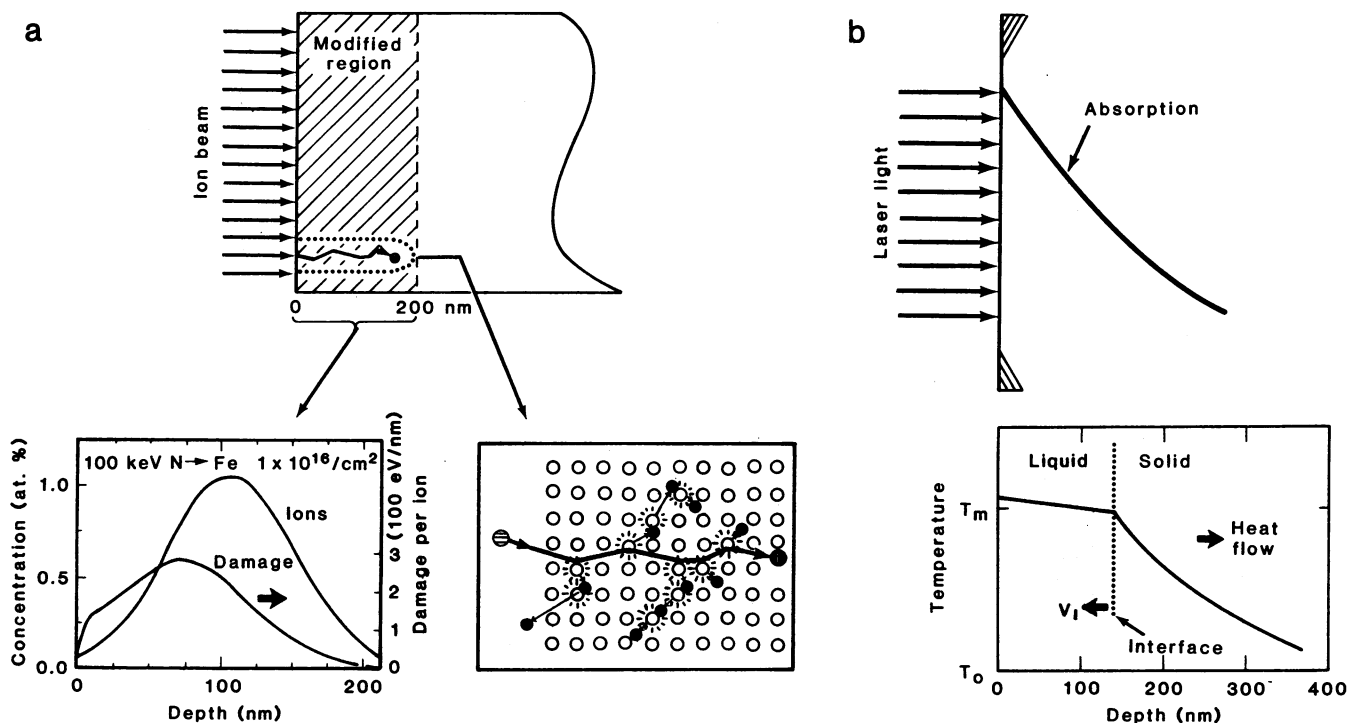 a
Ion beam
Modified
region
0
200 nm
100 keV N → Fe 1 x 10¹⁶/cm²
Ions
Damage
Concentration (at. %)
1.0
0.5
0.0
3
2
1
0
Damage per ion
(100 eV/nm)
0
100
200
Depth (nm)
b
Laser light
Absorption
Liquid
Solid
Temperature
Tm
To
Heat
flow
VI
Interface
0
100
200
300
400
Depth (nm)